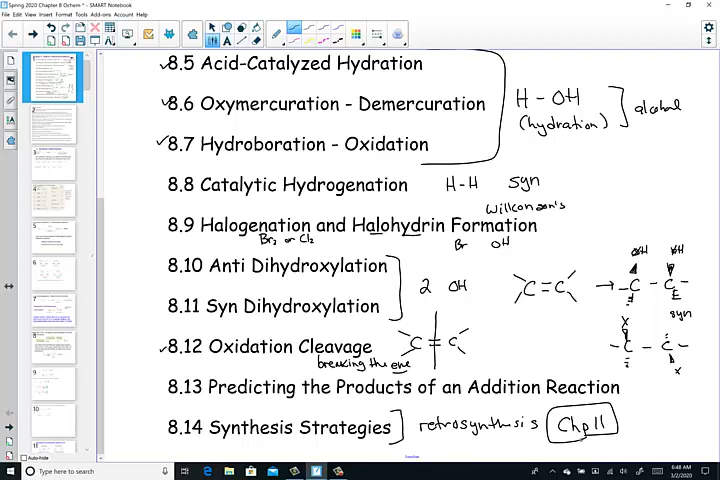 Spring 2020 Chapter 8 Ochem * - SMART Notebook
File Edit View Insert Format Tools Add-ons Account Help
8.5 Acid-Catalyzed Hydration
8.6 Oxymercuration - Demercuration
H - OH
(hydration)
alcohol
8.7 Hydroboration - Oxidation
8.8 Catalytic Hydrogenation
H-H syn
8.9 Halogenation and Halohydrin Formation
Br2 or Cl2
Br OH
8.10 Anti Dihydroxylation
2 OH
C = C
C - C
8.11 Syn Dihydroxylation
syn
8.12 Oxidation Cleavage
breaking the ene
C = C
X
C - C
X
8.13 Predicting the Products of an Addition Reaction
8.14 Synthesis Strategies
retrosynthesis Chp 11
Auto-hide
Type here to search
6:48 AM
3/2/2020